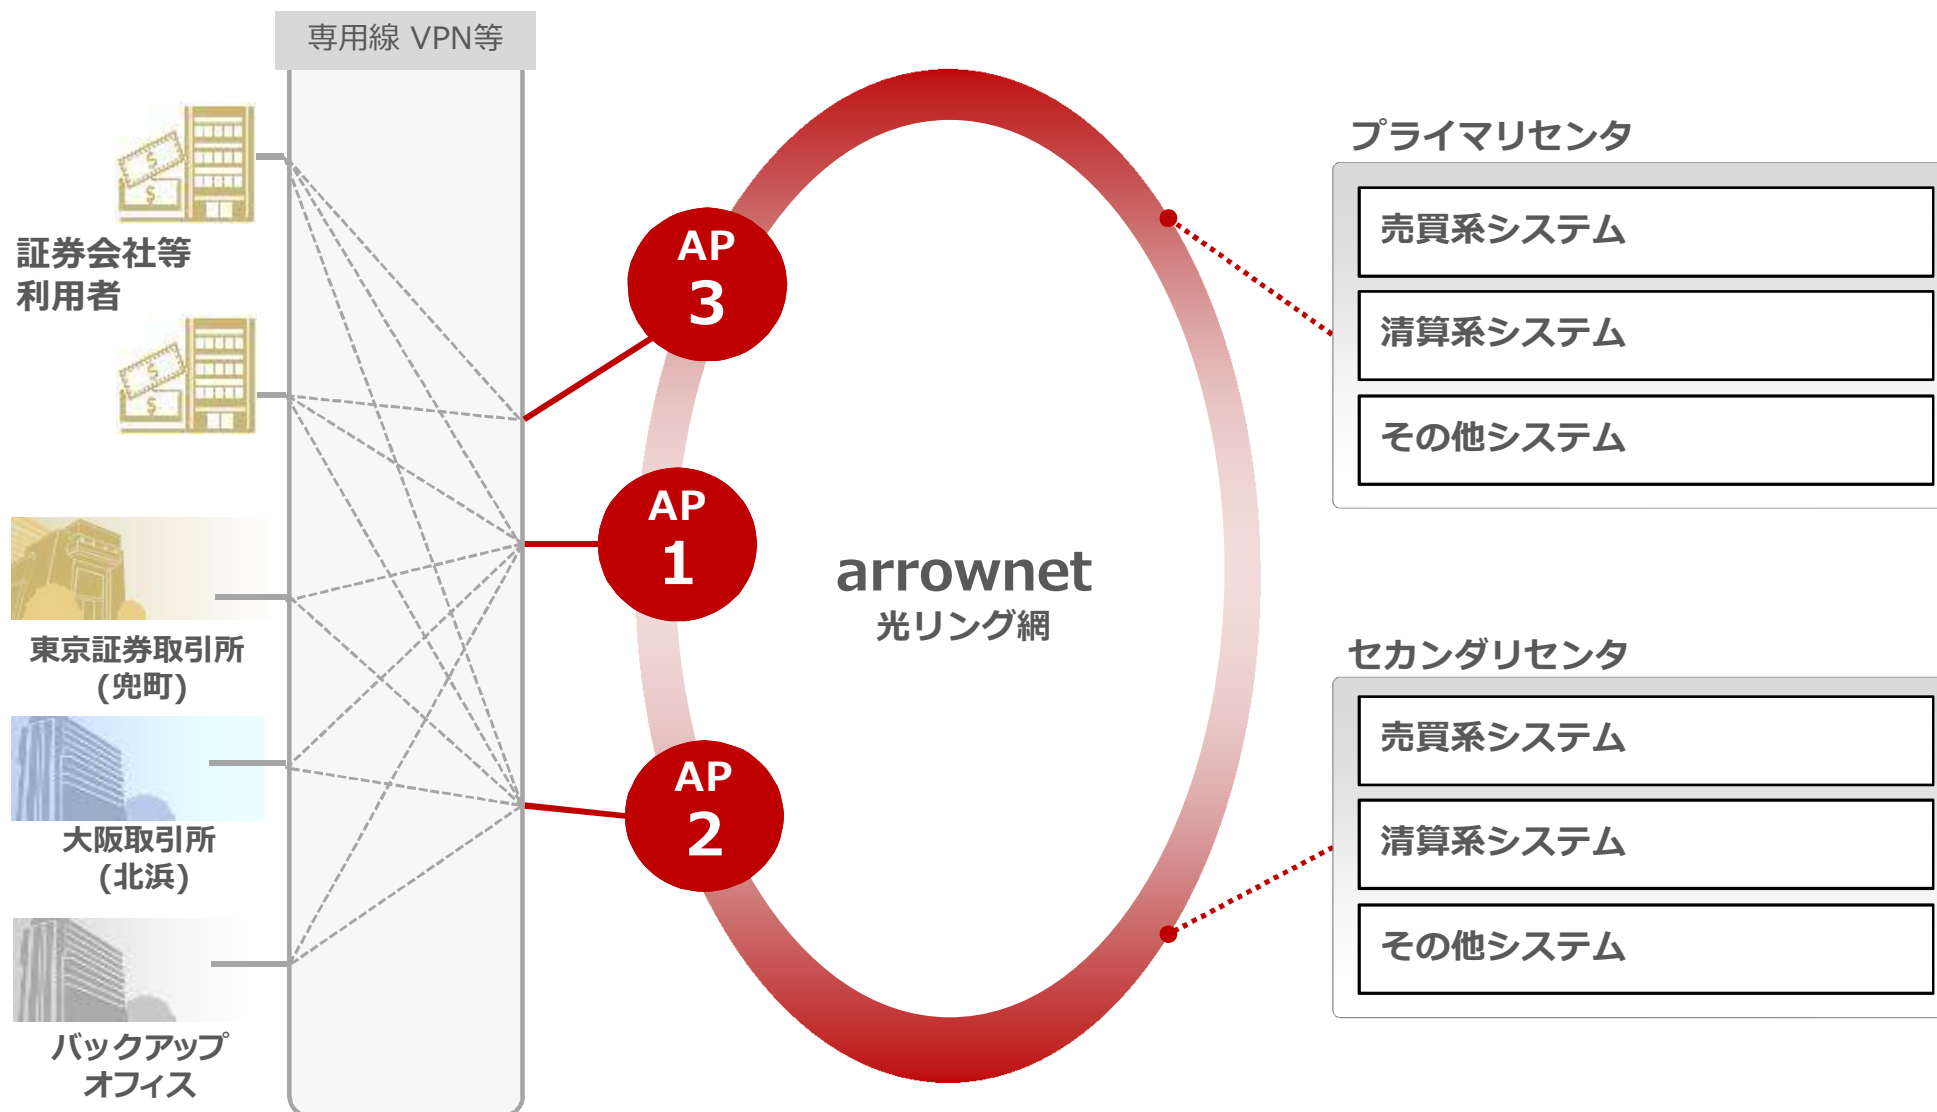 専用線 VPN等
証券会社等
利用者
東京証券取引所
(兜町)
大阪取引所
(北浜)
バックアップ
オフィス
AP
3
AP
1
AP
2
arrownet
光リング網
プライマリセンタ
売買系システム
清算系システム
その他システム
セカンダリセンタ
売買系システム
清算系システム
その他システム